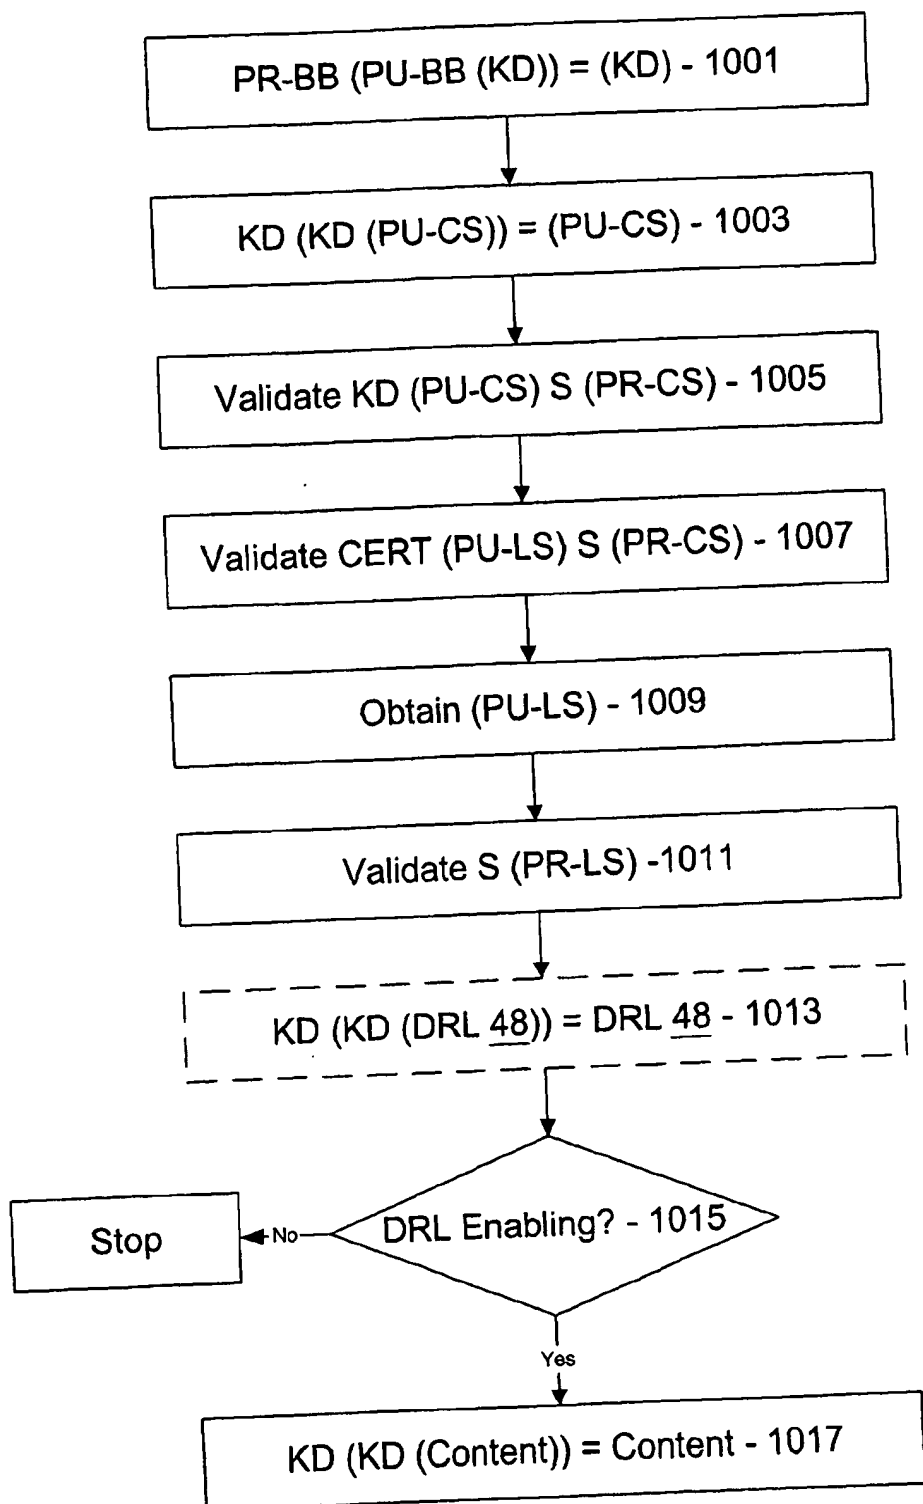 PR-BB (PU-BB (KD)) = (KD) - 1001
KD (KD (PU-CS)) = (PU-CS) - 1003
Validate KD (PU-CS) S (PR-CS) - 1005
Validate CERT (PU-LS) S (PR-CS) - 1007
Obtain (PU-LS) - 1009
Validate S (PR-LS) -1011
KD (KD (DRL 48)) = DRL 48 - 1013
DRL Enabling? - 1015
No
Stop
Yes
KD (KD (Content)) = Content - 1017